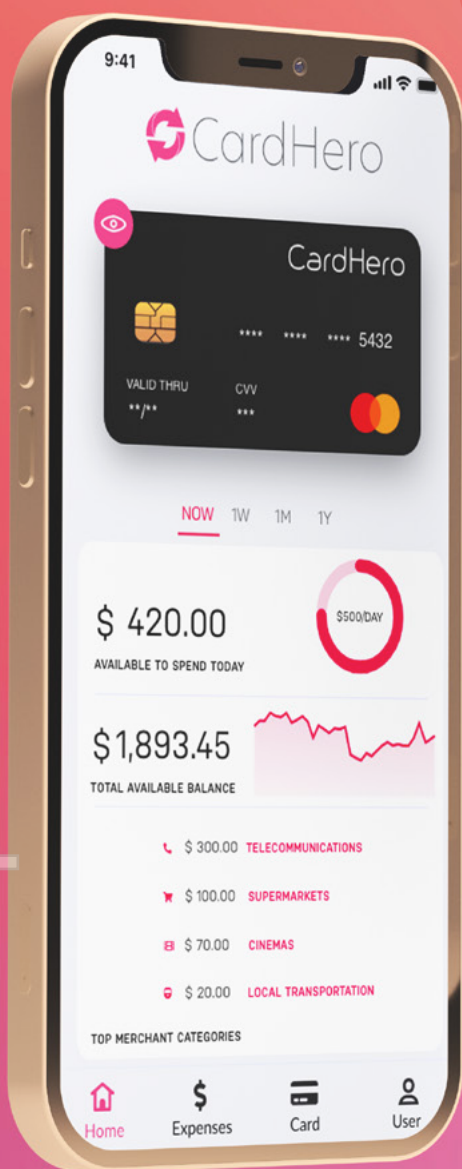 9:41
CardHero
CardHero
**** **** **** 5432
VALID THRU CVV
**/** ***
NOW 1W 1M 1Y
$ 420.00
$500/DAY
AVAILABLE TO SPEND TODAY
$1,893.45
TOTAL AVAILABLE BALANCE
$ 300.00 TELECOMMUNICATIONS
$ 100.00 SUPERMARKETS
$ 70.00 CINEMAS
$ 20.00 LOCAL TRANSPORTATION
TOP MERCHANT CATEGORIES
Home Expenses Card User